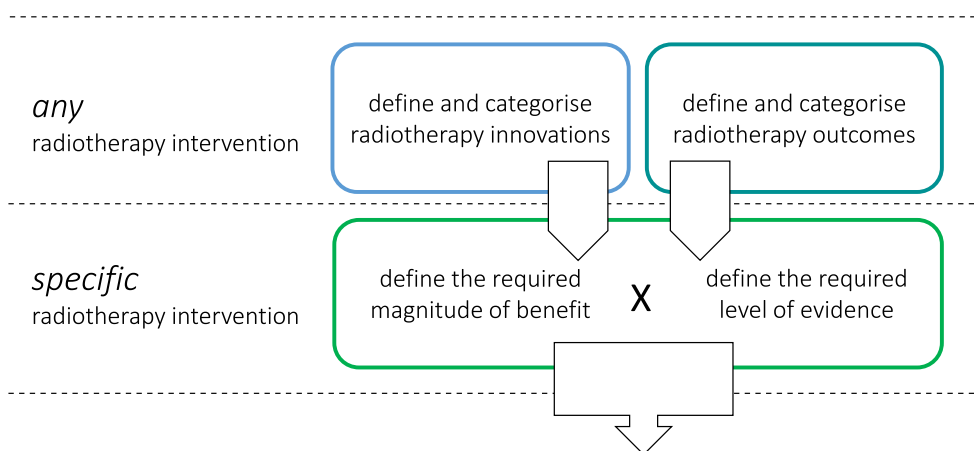 any
radiotherapy intervention
define and categorise
radiotherapy innovations
define and categorise
radiotherapy outcomes
specific
radiotherapy intervention
define the required
magnitude of benefit
X
define the required
level of evidence